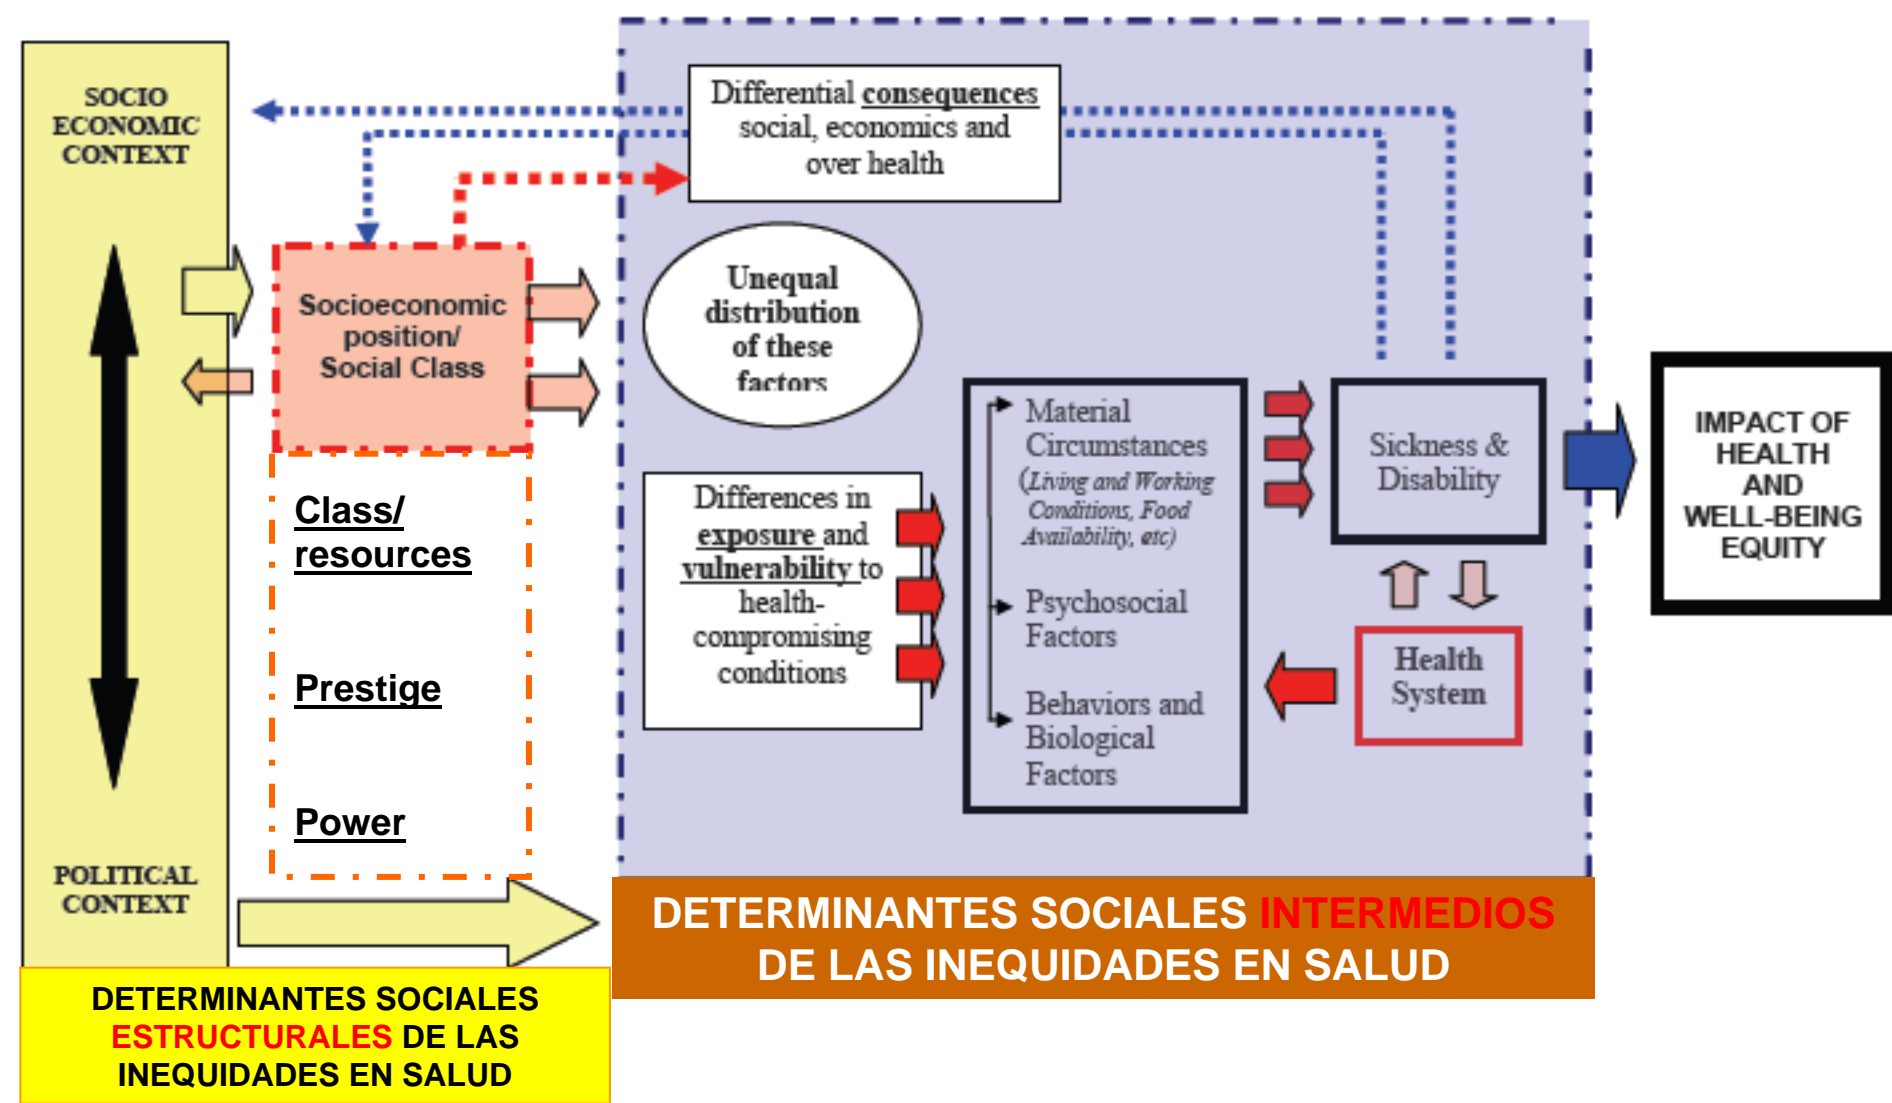 SOCIO
ECONOMIC
CONTEXT
POLITICAL
CONTEXT
Socioeconomic
position/
Social Class
Class/
resources
Prestige
Power
DETERMINANTES SOCIALES
ESTRUCTURALES DE LAS
INEQUIDADES EN SALUD
Differential consequences
social, economics and
over health
Unequal
distribution
of these
factors
Differences in
exposure and
vulnerability to
health-
compromising
conditions
Material
Circumstances
(Living and Working
Conditions, Food
Availability, etc)
Psychosocial
Factors
Behaviors and
Biological
Factors
Sickness &
Disability
Health
System
DETERMINANTES SOCIALES INTERMEDIOS
DE LAS INEQUIDADES EN SALUD
IMPACT OF
HEALTH
AND
WELL-BEING
EQUITY